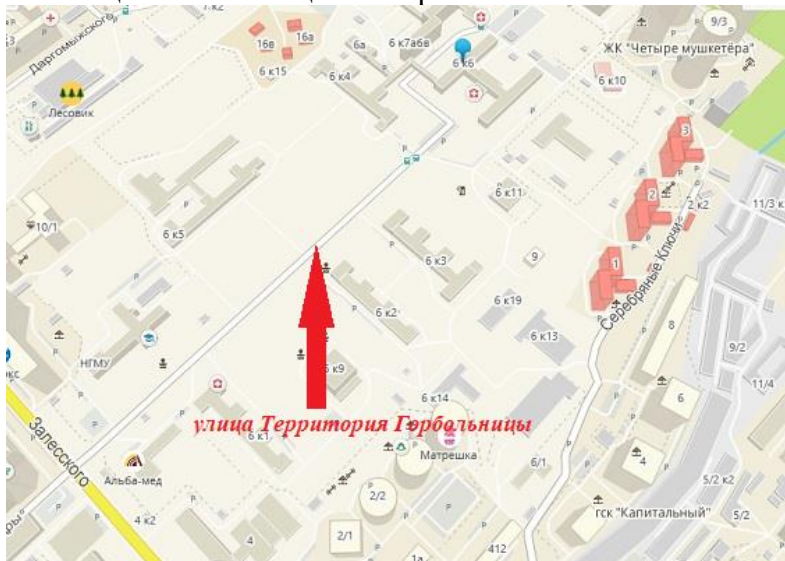 7.к2
9/3
16в
16а
6а
6 к7абв
ЖК "Четыре мушкетёра"
Даргомыжского
6 к15
6 к4
6 к6
6 к10
Лесовик
3
2
2 к2
11/3 к
10/1
6 к11
6 к5
9
1
6 к3
Серебряные Ключи
6 к19
6 к2
8
6 к13
9/2
НГМУ
6 к9
11/4
6 к14
6
улица Территория Горбольницы
6 к1
Матрешка
Залесского
4
6/1
Альба-мед
5/2 к2
2/2
гск "Капитальный"
5/2
4 к2
2/1
4
412
1а